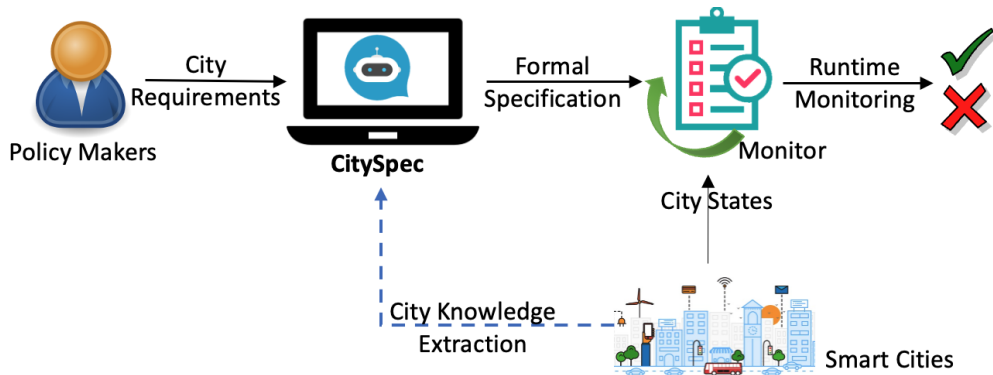 City
Requirements
Formal
Specification
Runtime
Monitoring
Policy Makers
CitySpec
Monitor
City States
City Knowledge
Extraction
Smart Cities